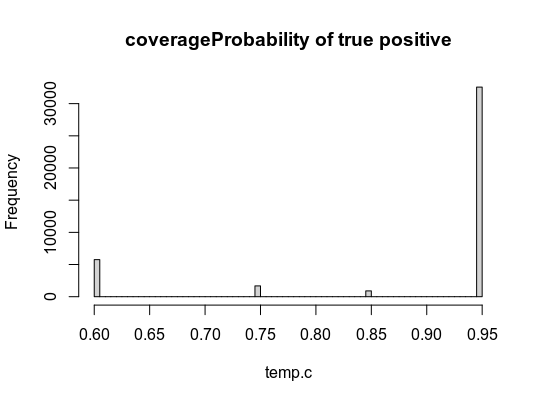 coverageProbability of true positive
Frequency
30000
20000
10000
0
0.60 0.65 0.70 0.75 0.80 0.85 0.90 0.95
temp.c